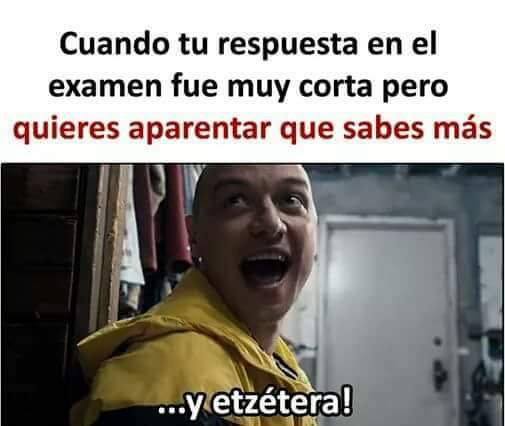 Cuando tu respuesta en el
examen fue muy corta pero
quieres aparentar que sabes más
...y etzétera!